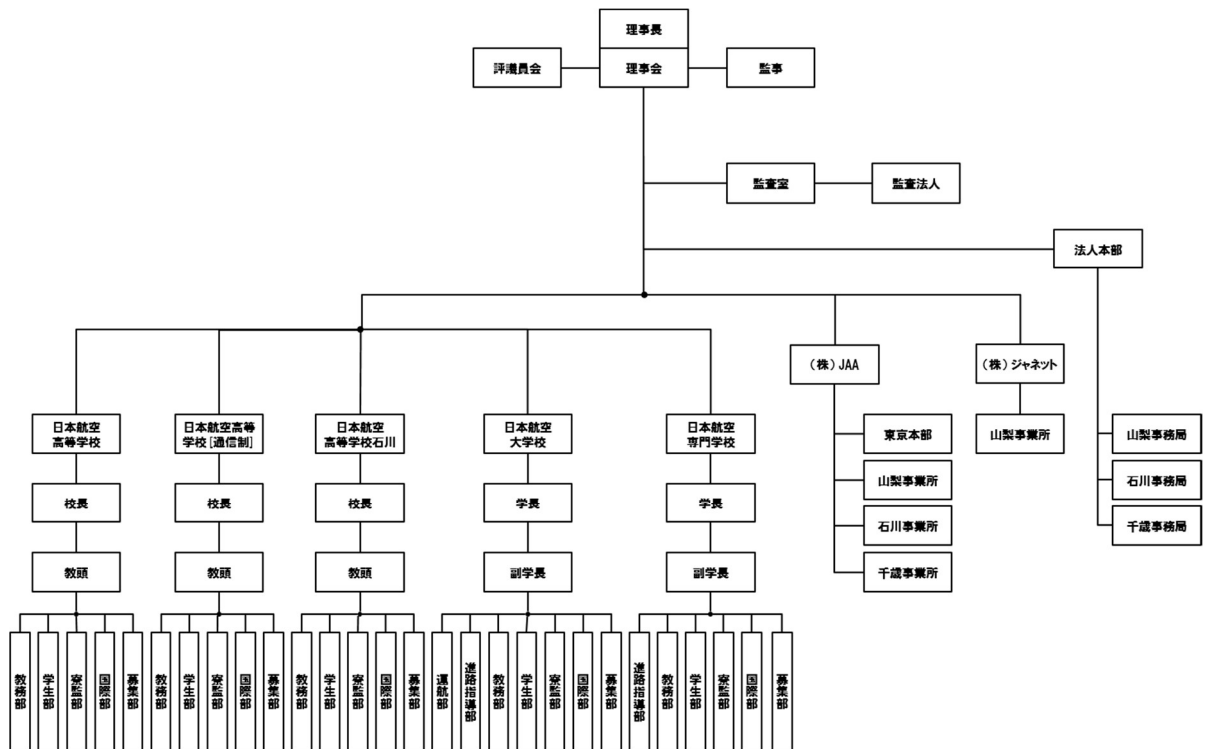 理事長
評議員会
理事会
監事
監査室
監査法人
法人本部
(株)JAA
(株)ジャネット
日本航空
高等学校
日本航空高等
学校[通信制]
日本航空
高等学校石川
日本航空
大学校
日本航空
専門学校
東京本部
山梨事業所
石川事業所
千歳事業所
山梨事業所
山梨事務局
石川事務局
千歳事務局
校長
校長
校長
学長
学長
教頭
教頭
教頭
副学長
副学長
教務部
学生部
寮監部
国際部
募集部
教務部
学生部
寮監部
国際部
募集部
教務部
学生部
寮監部
国際部
募集部
運航部
進路指導部
教務部
学生部
寮監部
国際部
募集部
進路指導部
教務部
学生部
寮監部
国際部
募集部